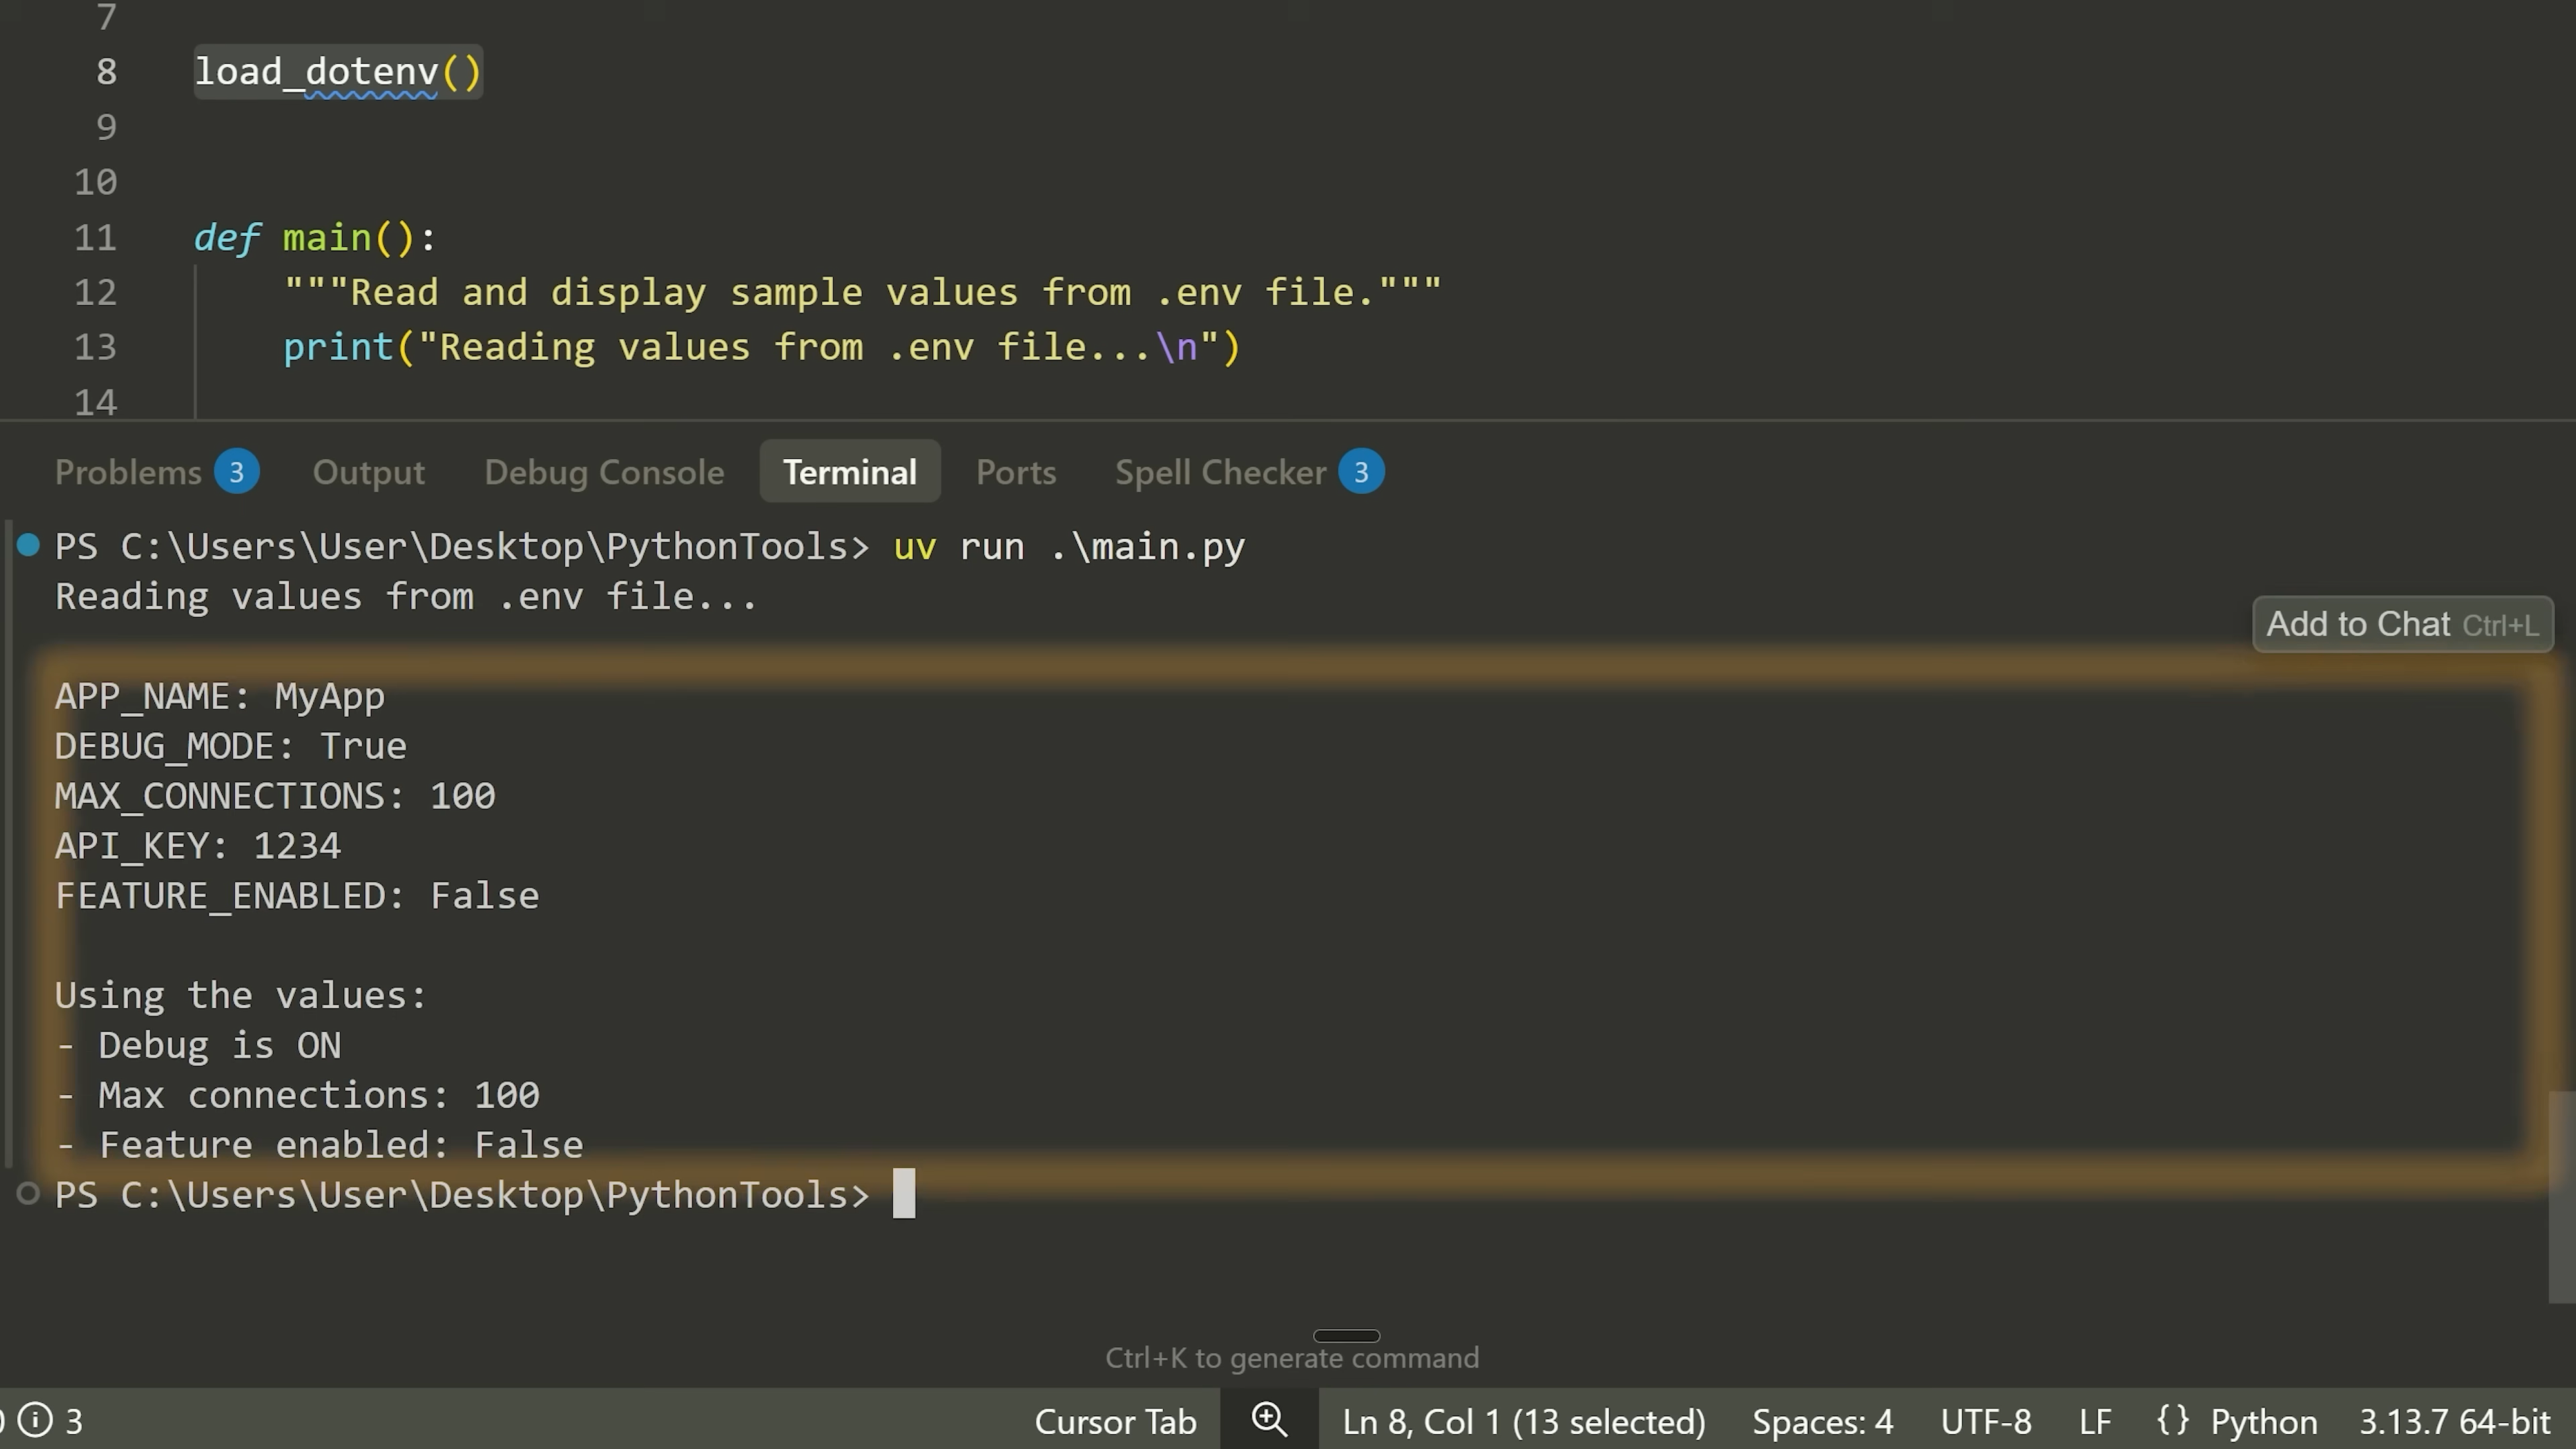 7
8 load_dotenv()
9
10
11 def main():
12 """Read and display sample values from .env file."""
13 print("Reading values from .env file...\n")
14
Problems 3 Output Debug Console Terminal Ports Spell Checker 3
PS C:\Users\User\Desktop\PythonTools> uv run .\main.py
Reading values from .env file...
Add to Chat Ctrl+L
APP_NAME: MyApp
DEBUG_MODE: True
MAX_CONNECTIONS: 100
API_KEY: 1234
FEATURE_ENABLED: False
Using the values:
- Debug is ON
- Max connections: 100
- Feature enabled: False
PS C:\Users\User\Desktop\PythonTools>
Ctrl+K to generate command
3 Cursor Tab Ln 8, Col 1 (13 selected) Spaces: 4 UTF-8 LF {} Python 3.13.7 64-bit